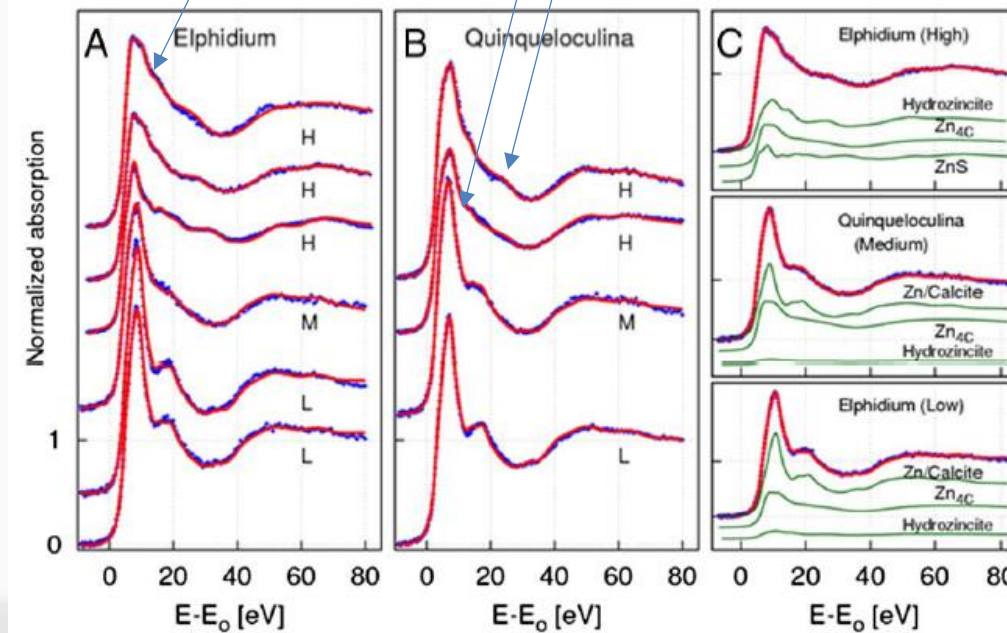 A Elphidium
H
H
H
M
L
L
Normalized absorption
1
0
0 20 40 60 80
E-Eo [eV]
B Quinqueloculina
H
H
M
L
0 20 40 60 80
E-Eo [eV]
C Elphidium (High)
Hydrozincite
Zn4C
ZnS
Quinqueloculina
(Medium)
Zn/Calcite
Zn4C
Hydrozincite
Elphidium (Low)
Zn/Calcite
Zn4C
Hydrozincite
0 20 40 60
E-Eo [eV]